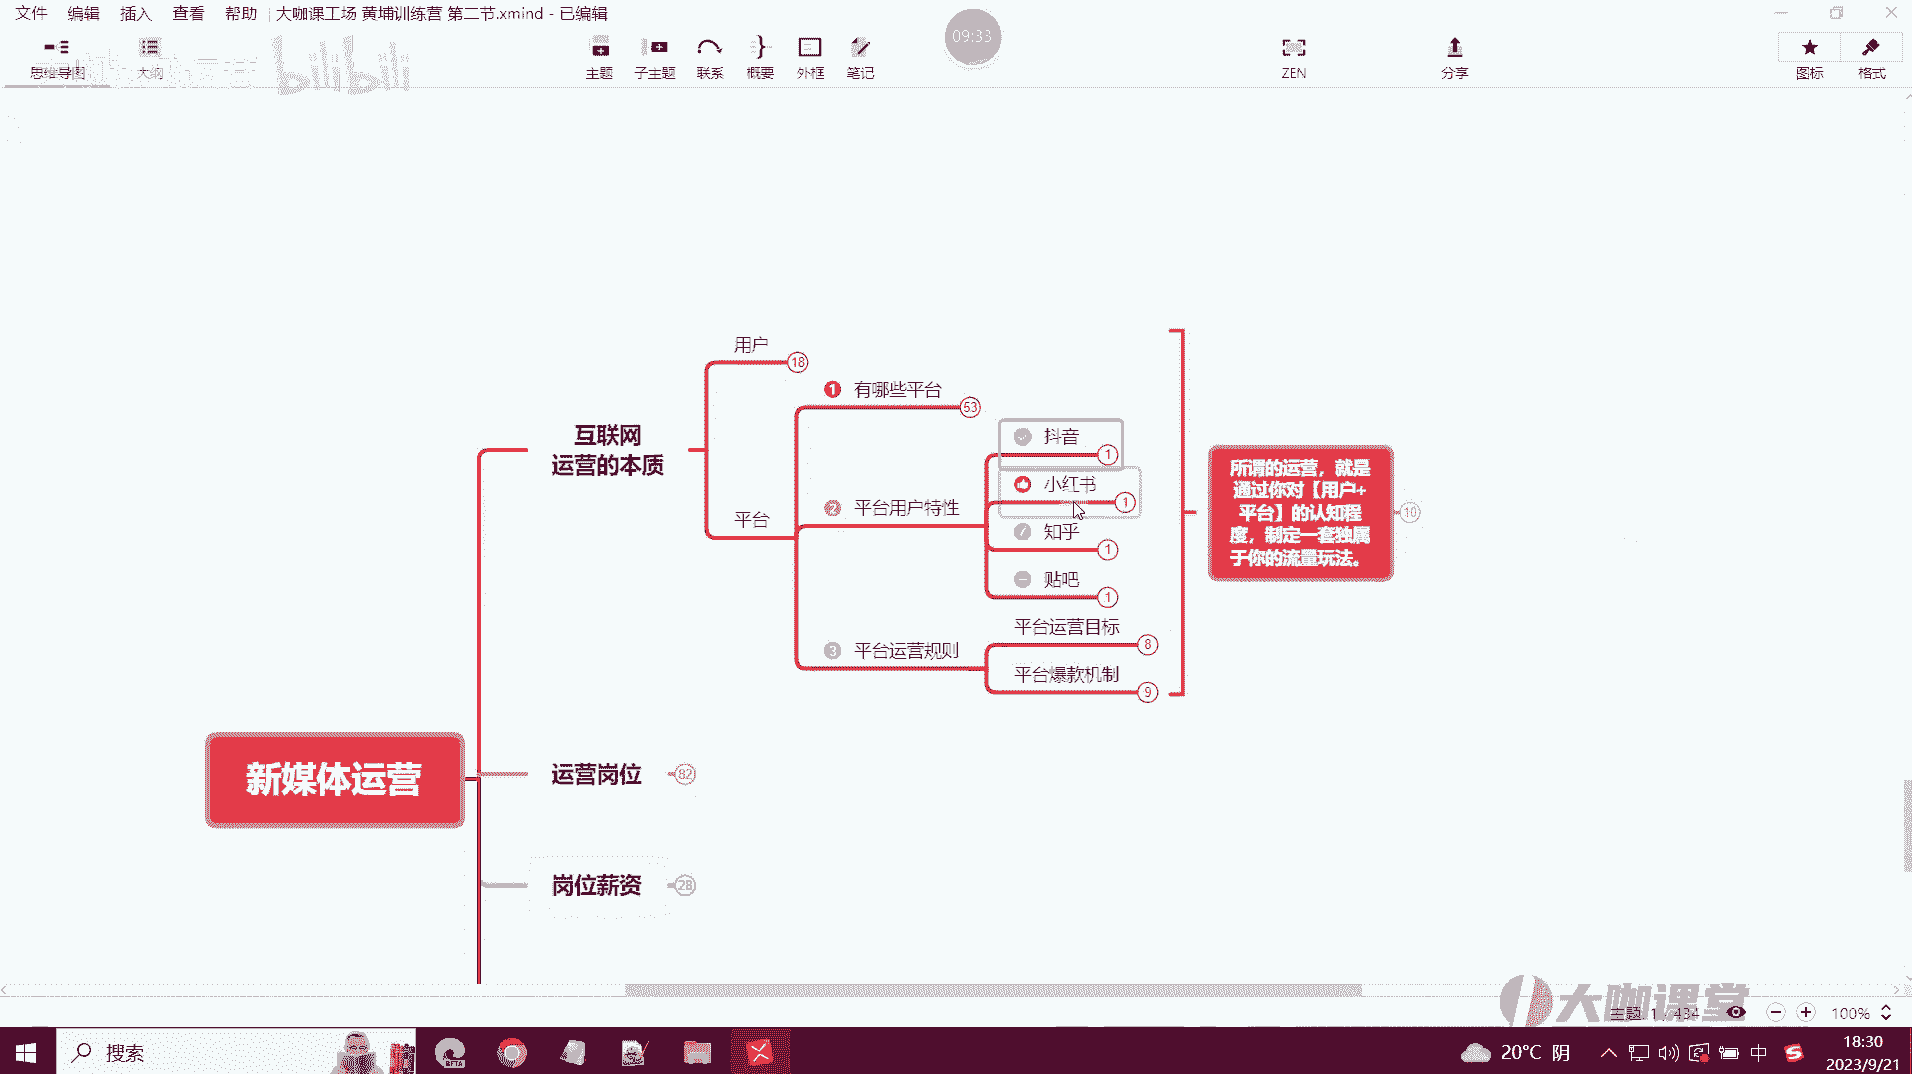 文件 编辑 插入 查看 帮助 大咖课工场 黄埔训练营 第二节.xmind - 已编辑
思维导图 大纲 主题 子主题 联系 概要 外框 笔记 09:33 ZEN 分享 图标 格式
bilibili
用户 18
1 有哪些平台 53
互联网
运营的本质
抖音 1
小红书 1
平台
2 平台用户特性
知乎 1
贴吧 1
平台运营目标 8
3 平台运营规则
平台爆款机制 9
所谓的运营，就是
通过你对【用户+
平台】的认知程
度，制定一套独属
于你的流量玩法。
10
新媒体运营
运营岗位 82
岗位薪资 28
大咖课堂
主题: 1 / 434 100%
搜索 BETA 20°C 阴 中 18:30
2023/9/21